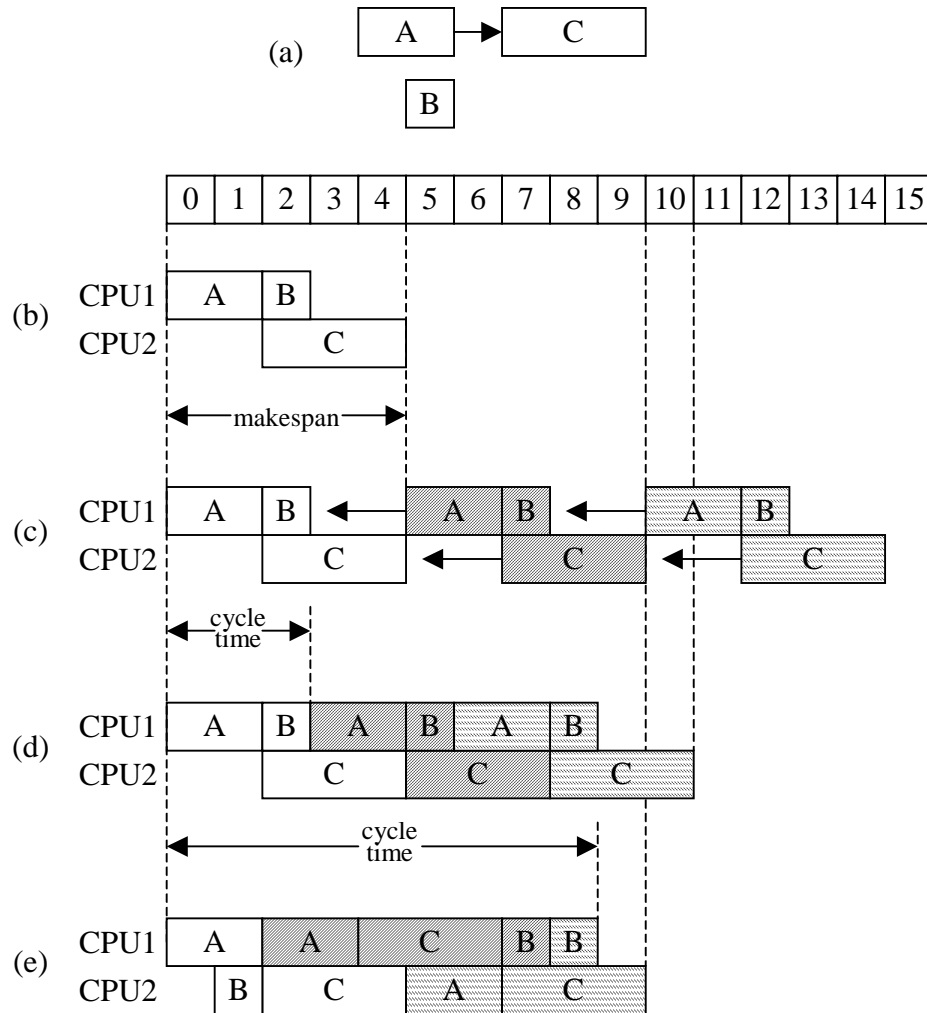 (a) A C
B
0 1 2 3 4 5 6 7 8 9 10 11 12 13 14 15
(b)
CPU1 A B
CPU2 C
makespan
(c)
CPU1 A B A B A B
CPU2 C C C
cycle
time
(d)
CPU1 A B A B A B
CPU2 C C C
cycle
time
(e)
CPU1 A A C B B
CPU2 B C A C